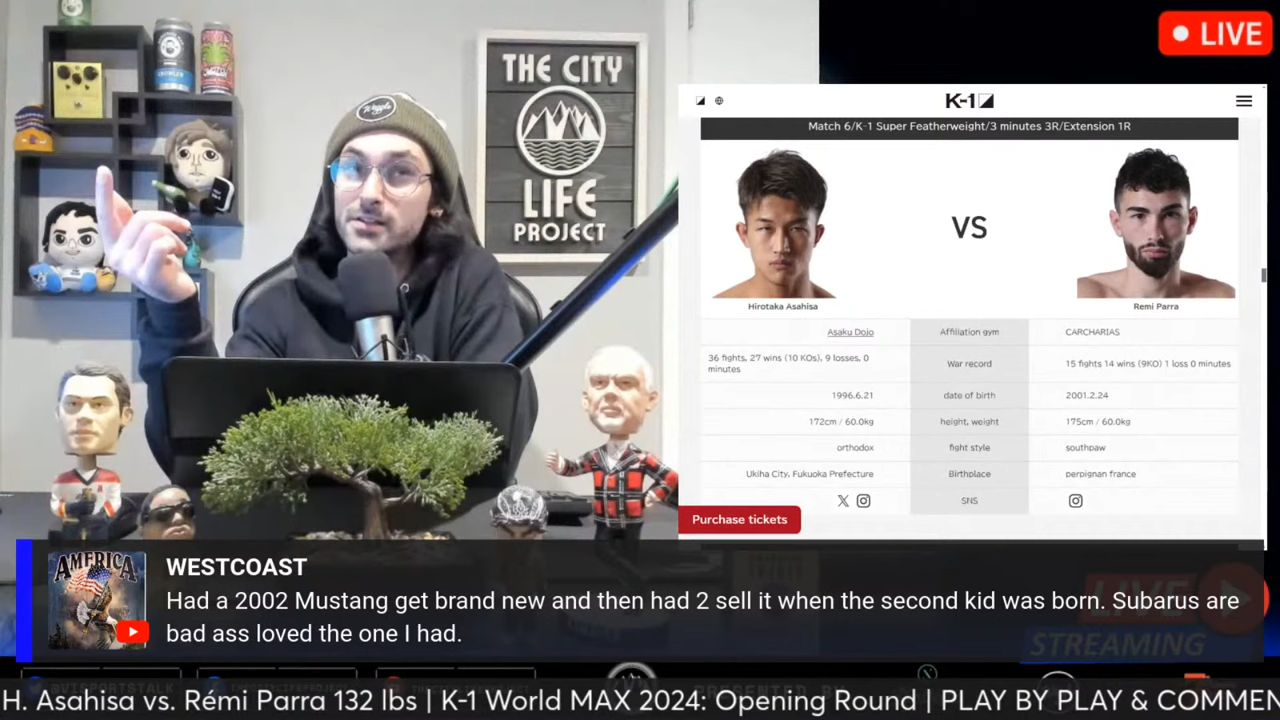 LIVE
THE CITY
LIFE
PROJECT
K-1
Match 6/K-1 Super Featherweight/3 minutes 3R/Extension 1R
VS
Hirotaka Asahisa
Remi Parra
Asaku Dojo Affiliation gym CARCHARIAS
36 fights, 27 wins (10 KOs), 9 losses, 0
minutes
War record
15 fights 14 wins (9KO) 1 loss 0 minutes
1996.6.21 date of birth 2001.2.24
172cm / 60.0kg height, weight 175cm / 60.0kg
orthodox fight style southpaw
Ukiha City, Fukuoka Prefecture Birthplace perpignan france
SNS
Purchase tickets
AMERICA
WESTCOAST
Had a 2002 Mustang get brand new and then had 2 sell it when the second kid was born. Subarus are
bad ass loved the one I had.
LIVE
STREAMING
PRESENTED BY
H. Asahisa vs. Rémi Parra 132 lbs | K-1 World MAX 2024: Opening Round | PLAY BY PLAY & COMMEN